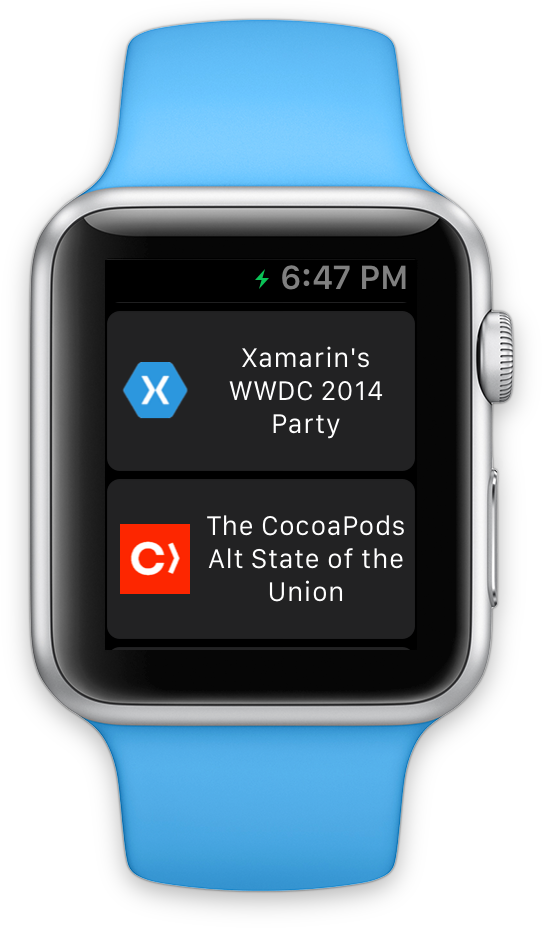 6:47 PM
Xamarin's
WWDC 2014
Party
The CocoaPods
Alt State of the
Union